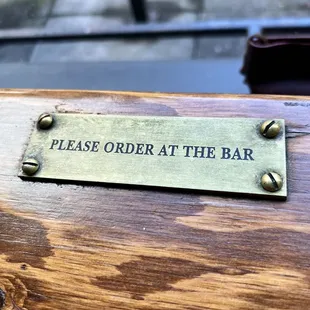 PLEASE ORDER AT THE BAR